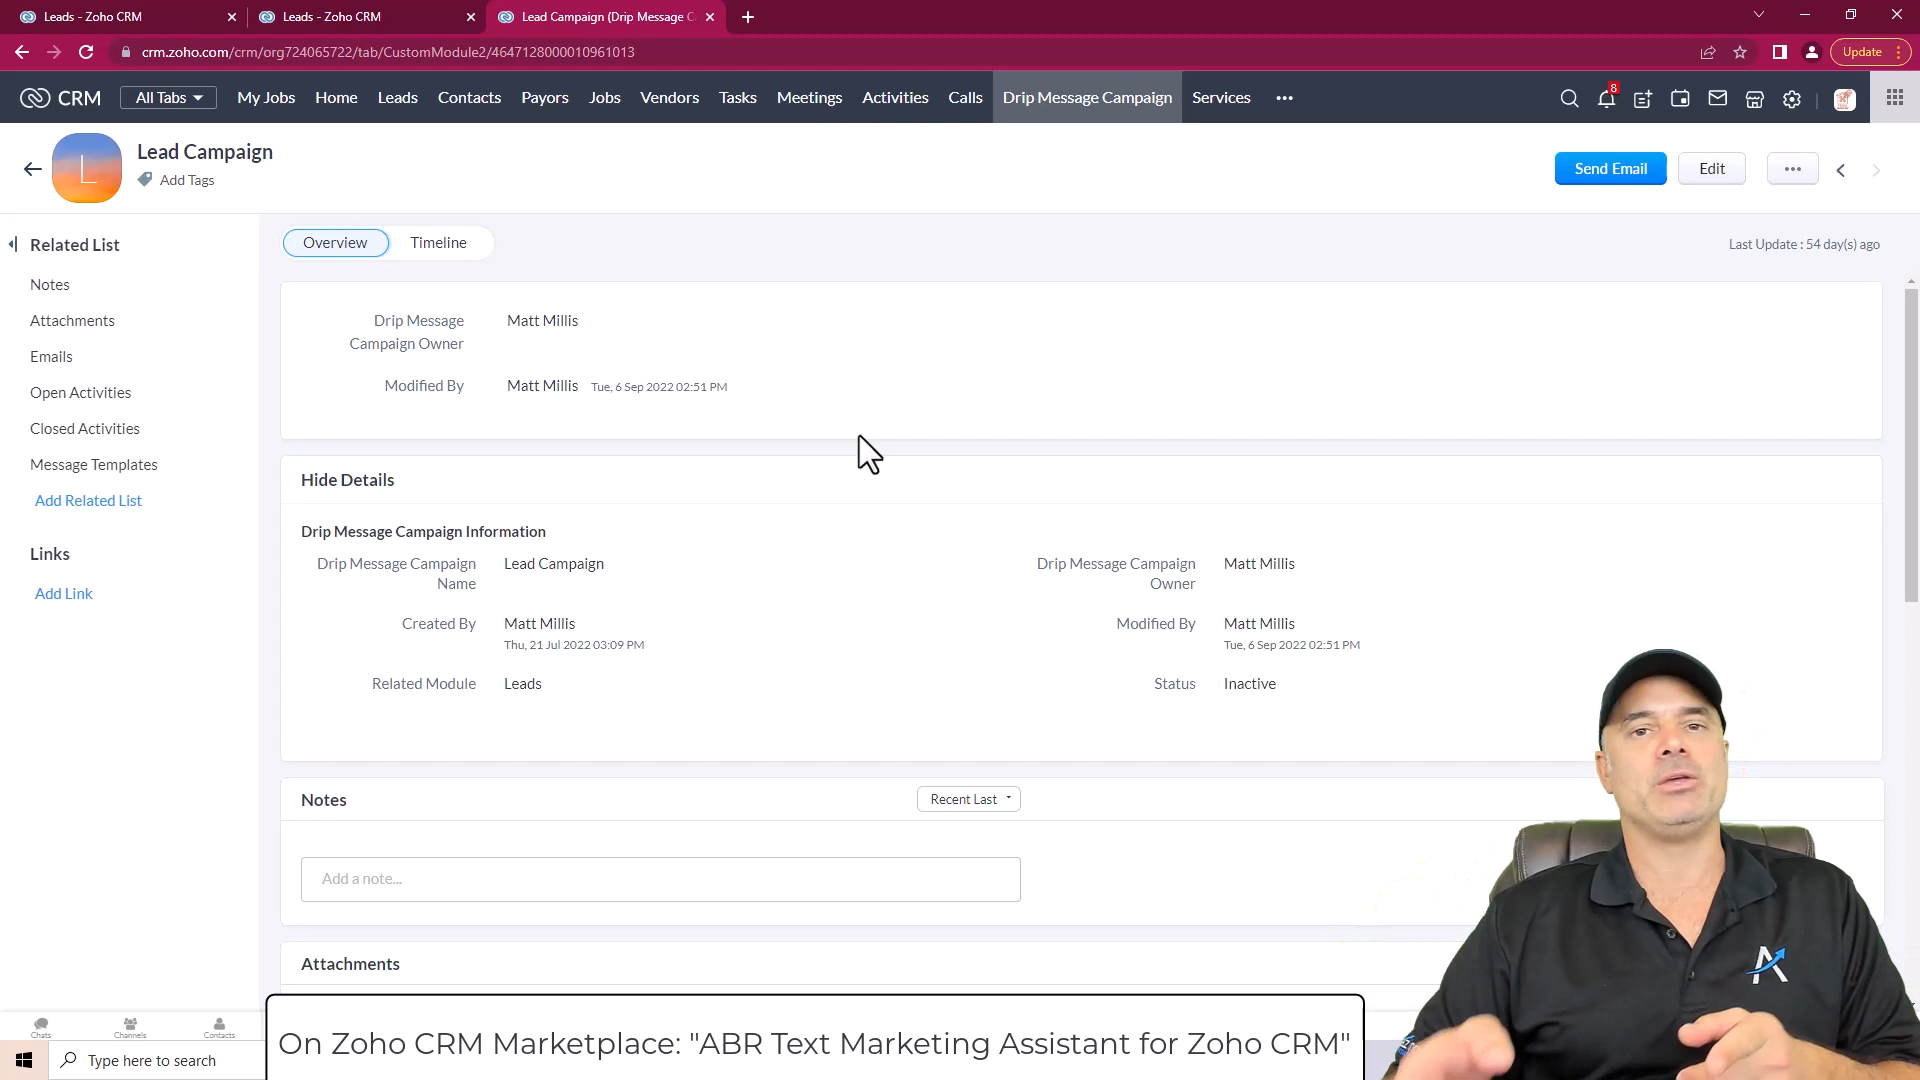 Leads - Zoho CRM
Leads - Zoho CRM
Lead Campaign (Drip Message C
crm.zoho.com/crm/org724065722/tab/CustomModule2/4647128000010961013
Update
CRM
All Tabs
My Jobs
Home
Leads
Contacts
Payors
Jobs
Vendors
Tasks
Meetings
Activities
Calls
Drip Message Campaign
Services
8
L
Lead Campaign
Add Tags
Send Email
Edit
Related List
Notes
Attachments
Emails
Open Activities
Closed Activities
Message Templates
Add Related List
Links
Add Link
Overview
Timeline
Last Update : 54 day(s) ago
Drip Message
Campaign Owner
Matt Millis
Modified By
Matt Millis Tue, 6 Sep 2022 02:51 PM
Hide Details
Drip Message Campaign Information
Drip Message Campaign
Name
Lead Campaign
Drip Message Campaign
Owner
Matt Millis
Created By
Matt Millis
Thu, 21 Jul 2022 03:09 PM
Modified By
Matt Millis
Tue, 6 Sep 2022 02:51 PM
Related Module
Leads
Status
Inactive
Notes
Recent Last
Add a note...
Attachments
Chats
Channels
Contacts
Type here to search
On Zoho CRM Marketplace: "ABR Text Marketing Assistant for Zoho CRM"